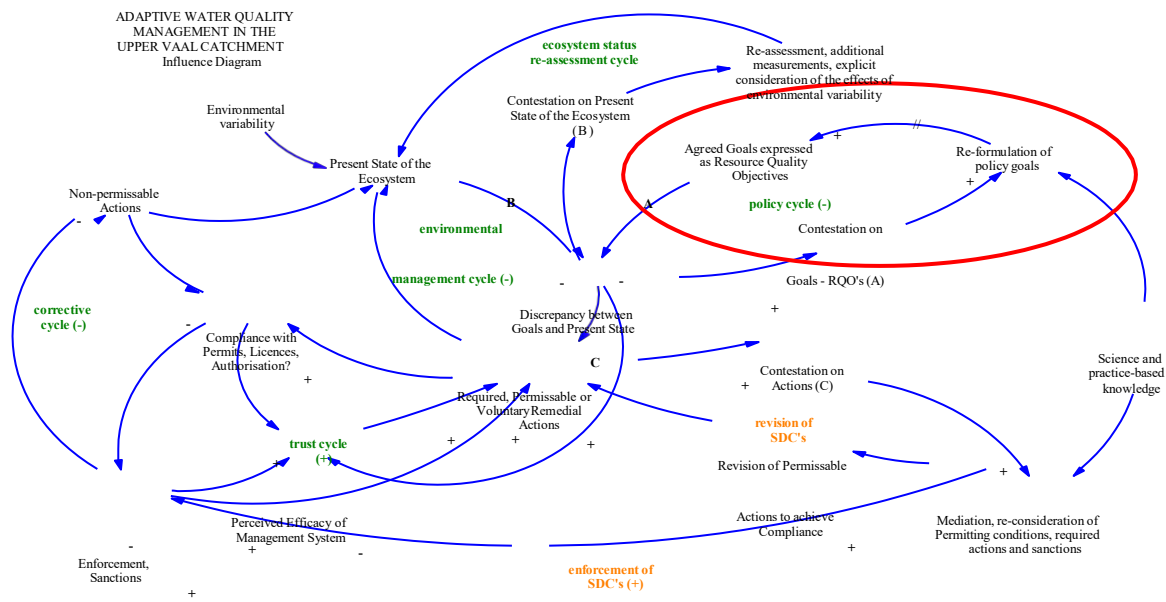 ADAPTIVE WATER QUALITY
MANAGEMENT IN THE
UPPER VAAL CATCHMENT
Influence Diagram
ecosystem status
re-assessment cycle
Re-assessment, additional
measurements, explicit
consideration of the effects of
environmental variability
Environmental
variability
Contestation on Present
State of the Ecosystem
(B)
Present State of the
Ecosystem
Agreed Goals expressed
as Resource Quality
Objectives
+
//
Re-formulation of
policy goals
+
Non-permissable
Actions
-
B
A
policy cycle (-)
environmental
management cycle (-)
Contestation on
Goals - RQO's (A)
+
-
-
corrective
cycle (-)
-
Discrepancy between
Goals and Present State
C
Compliance with
Permits, Licences,
Authorisation?
+
Contestation on
Actions (C)
+
Science and
practice-based
knowledge
Required, Permissable or
Voluntary Remedial
Actions
+
+
+
trust cycle
(+)
+
revision of
SDC's
Revision of Permissable
+
Perceived Efficacy of
Management System
+
-
Actions to achieve
Compliance
+
Mediation, re-consideration of
Permitting conditions, required
actions and sanctions
-
Enforcement,
Sanctions
+
enforcement of
SDC's (+)